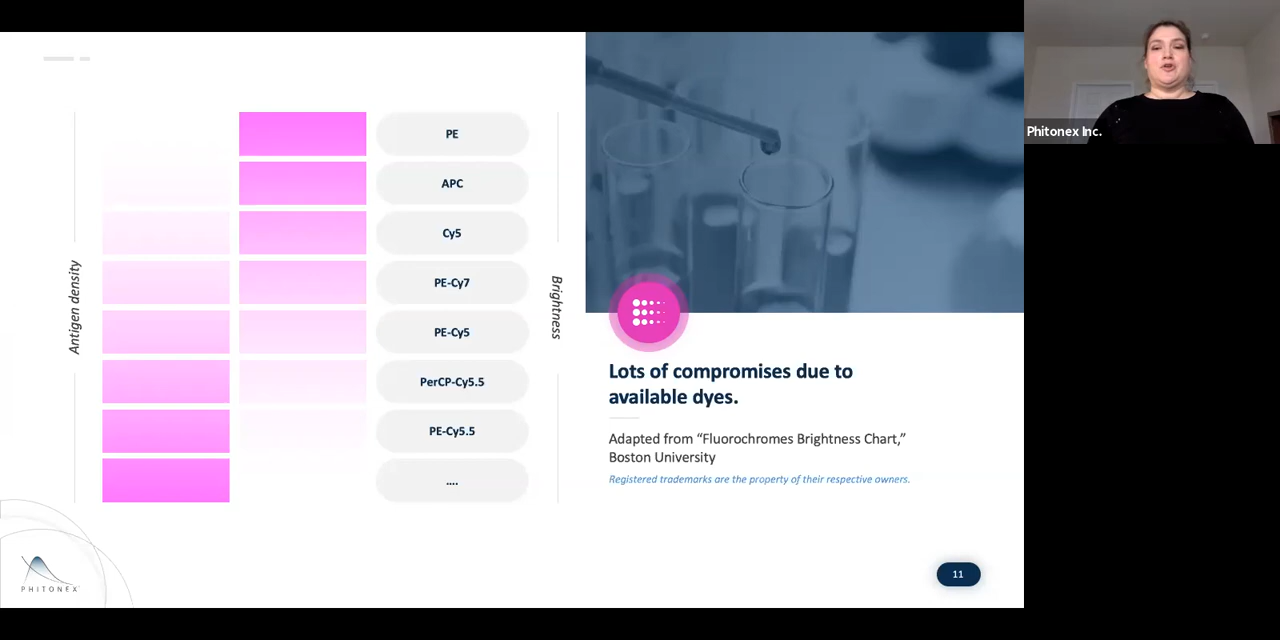 Antigen density
PE
APC
Cy5
PE-Cy7
PE-Cy5
PerCP-Cy5.5
PE-Cy5.5
....
Brightness
Lots of compromises due to
available dyes.
Adapted from “Fluorochromes Brightness Chart,”
Boston University
Registered trademarks are the property of their respective owners.
PHITONEX
11
Phitonex Inc.